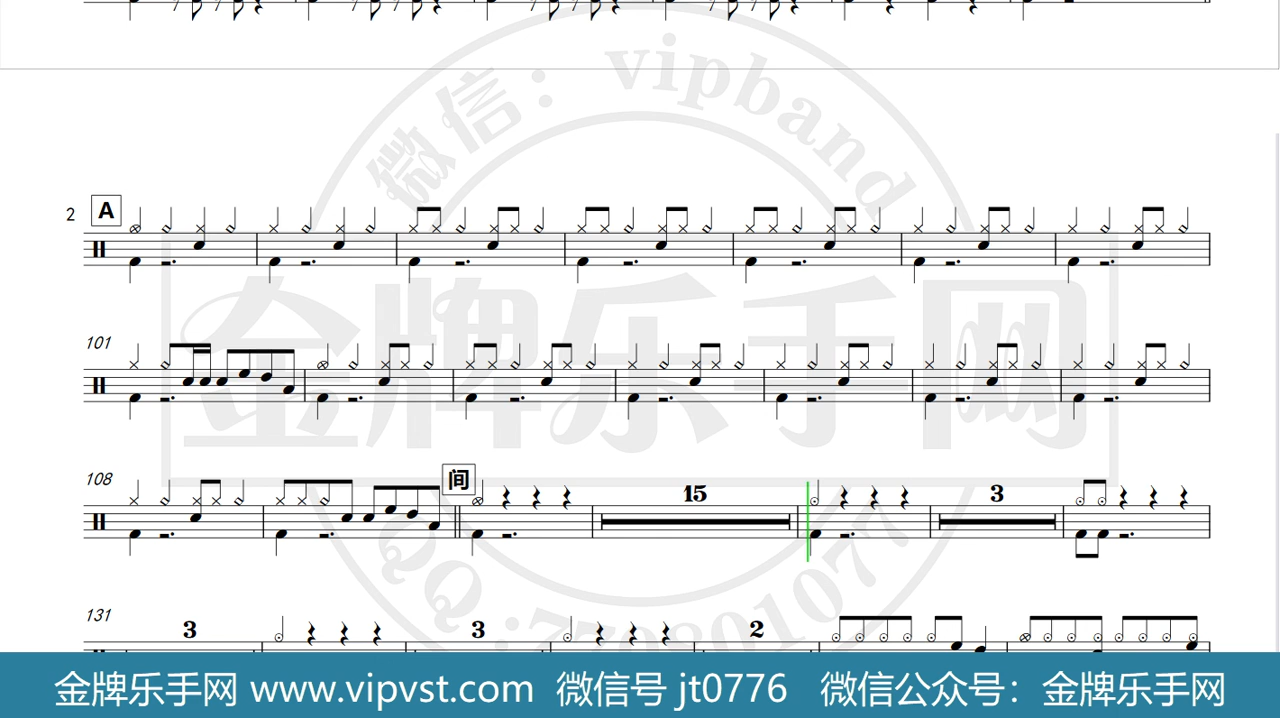 微信：vipband
2 A
金牌乐手网
101
108 间 15 3
QQ:770801077
131 3 3 2
金牌乐手网 www.vipvst.com 微信号 jt0776 微信公众号：金牌乐手网